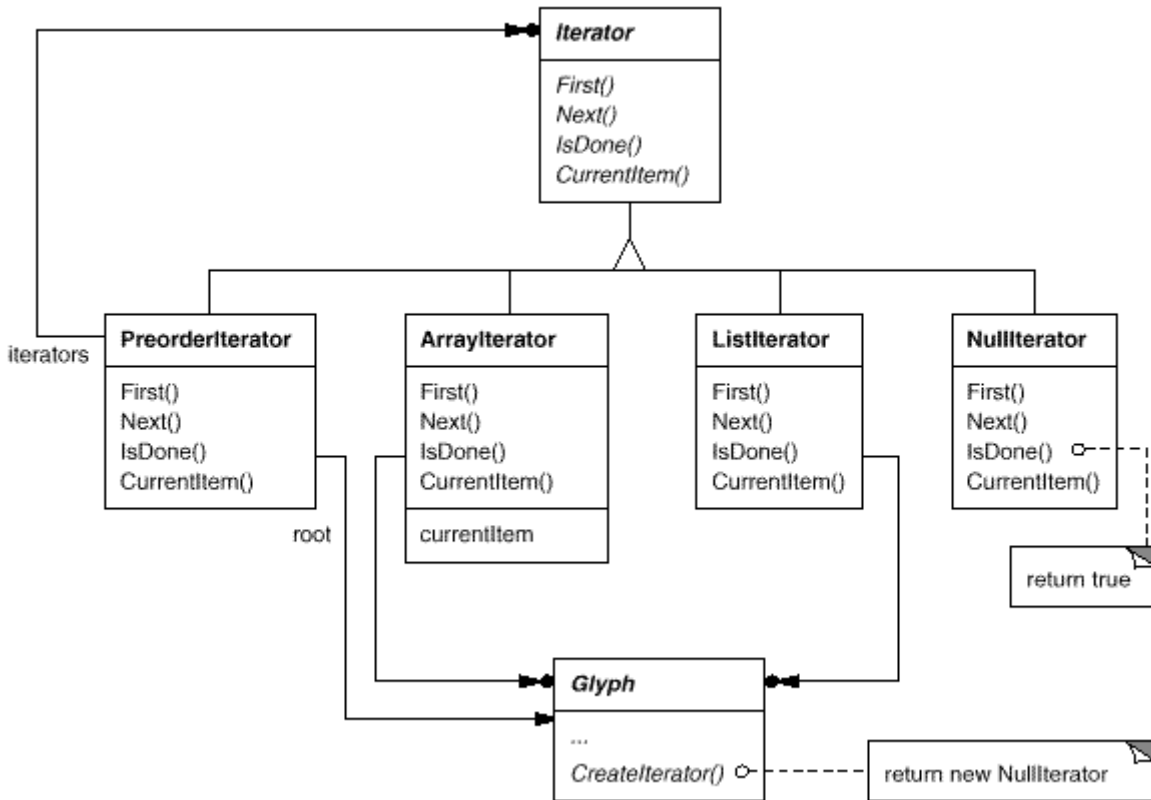 Iterator
First()
Next()
IsDone()
CurrentItem()
iterators
PreorderIterator
First()
Next()
IsDone()
CurrentItem()
root
ArrayIterator
First()
Next()
IsDone()
CurrentItem()
currentItem
ListIterator
First()
Next()
IsDone()
CurrentItem()
NullIterator
First()
Next()
IsDone()
CurrentItem()
return true
Glyph
...
CreateIterator()
return new NullIterator